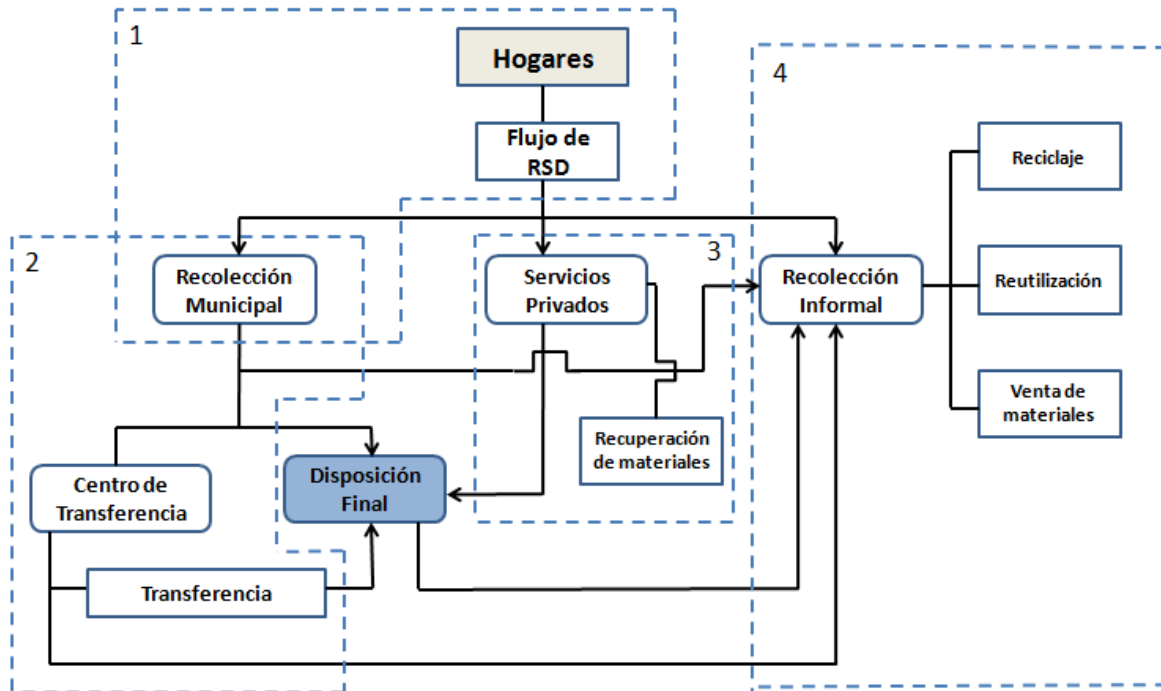 1
Hogares
Flujo de
RSD
4
Reciclaje
2
Recolección
Municipal
Servicios
Privados
3
Recolección
Informal
Reutilización
Venta de
materiales
Recuperación
de materiales
Centro de
Transferencia
Disposición
Final
Transferencia